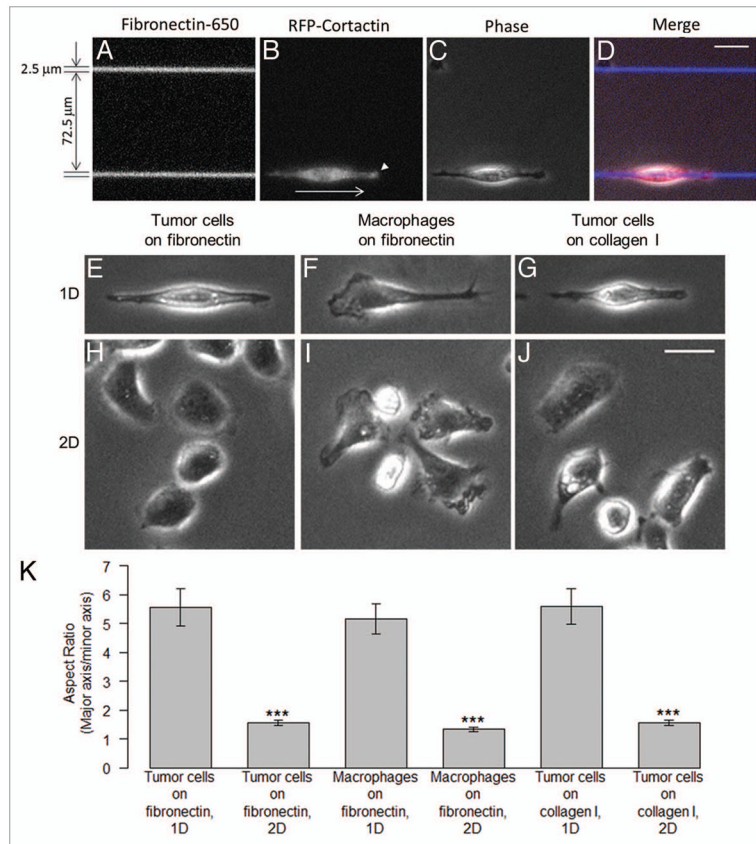 Fibronectin-650 RFP-Cortactin Phase Merge
A B C D
2.5 µm
72.5 µm
Tumor cells on fibronectin
Macrophages on fibronectin
Tumor cells on collagen I
1D
E F G
2D
H I J
K
Aspect Ratio
(Major axis/minor axis)
7
6
5
4
3
2
1
0
*** *** ***
Tumor cells on fibronectin, 1D
Tumor cells on fibronectin, 2D
Macrophages on fibronectin, 1D
Macrophages on fibronectin, 2D
Tumor cells on collagen I, 1D
Tumor cells on collagen I, 2D